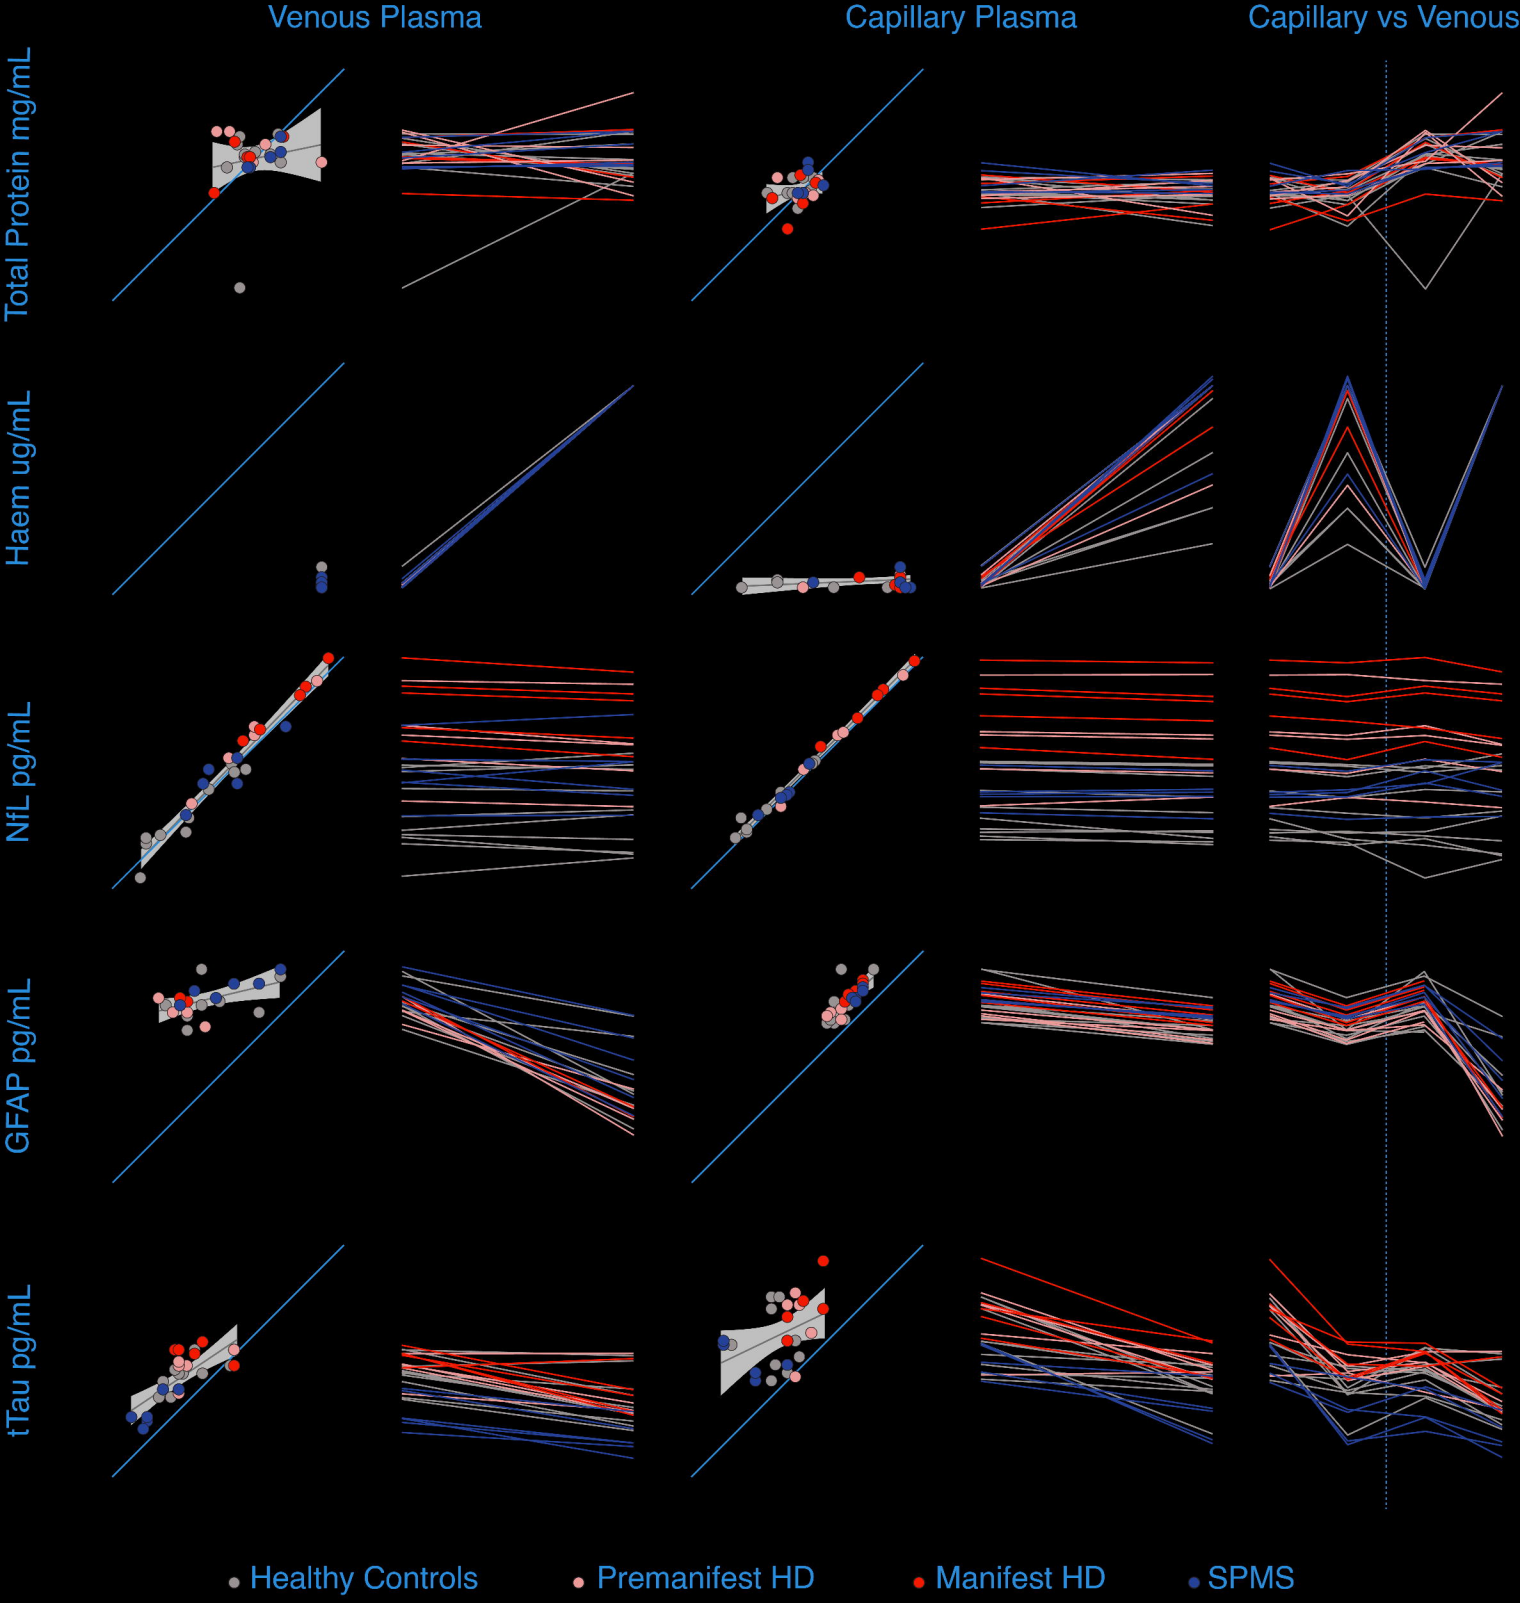 Venous Plasma
Capillary Plasma
Capillary vs Venous
Total Protein mg/mL
Haem ug/mL
NfL pg/mL
GFAP pg/mL
tTau pg/mL
Healthy Controls
Premanifest HD
Manifest HD
SPMS